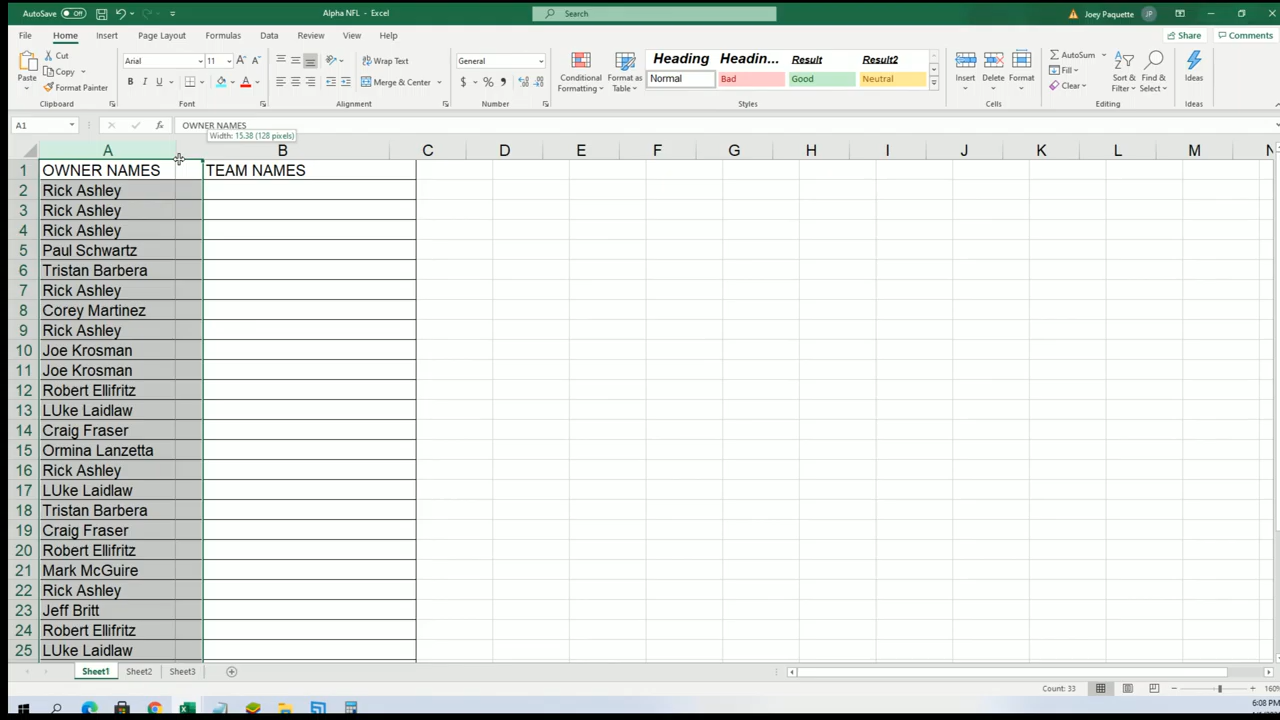 AutoSave Off
Alpha NFL - Excel
Search
Joey Paquette JP
File Home Insert Page Layout Formulas Data Review View Help
Share Comments
Paste
Cut
Copy
Format Painter
Clipboard
Arial 11
B I U
Font
Wrap Text
Merge & Center
Alignment
General
$ % ,
Number
Conditional Formatting
Format as Table
Heading Headin... Result Result2
Normal Bad Good Neutral
Styles
Insert Delete Format
Cells
AutoSum
Fill
Clear
Sort & Filter
Find & Select
Editing
Ideas
Ideas
A1 fx OWNER NAMES
Width: 15.38 (128 pixels)
A B C D E F G H I J K L M N
1 OWNER NAMES TEAM NAMES
2 Rick Ashley
3 Rick Ashley
4 Rick Ashley
5 Paul Schwartz
6 Tristan Barbera
7 Rick Ashley
8 Corey Martinez
9 Rick Ashley
10 Joe Krosman
11 Joe Krosman
12 Robert Ellifritz
13 LUke Laidlaw
14 Craig Fraser
15 Ormina Lanzetta
16 Rick Ashley
17 LUke Laidlaw
18 Tristan Barbera
19 Craig Fraser
20 Robert Ellifritz
21 Mark McGuire
22 Rick Ashley
23 Jeff Britt
24 Robert Ellifritz
25 LUke Laidlaw
Sheet1 Sheet2 Sheet3
Count: 33
160%
6:08 PM